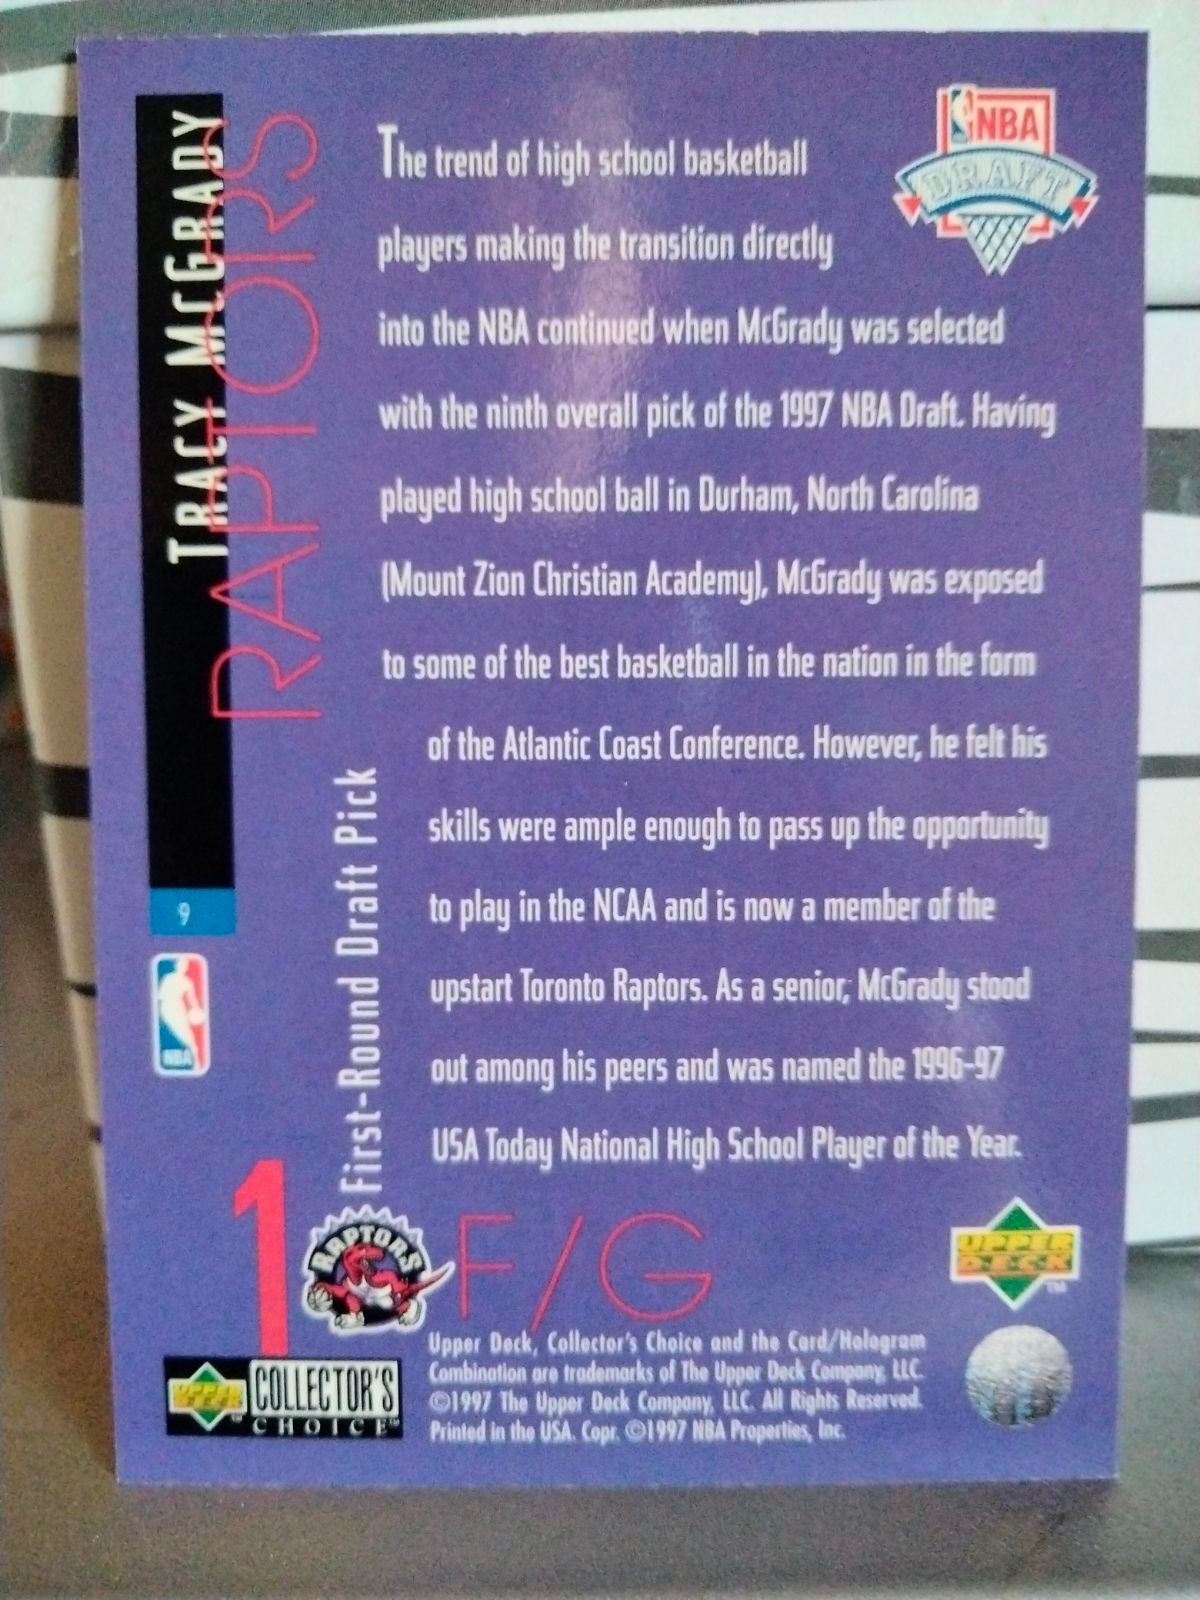 TRACY MCGRADY
RAPTORS
9
NBA
First-Round Draft Pick
NBA
DRAFT
The trend of high school basketball
players making the transition directly
into the NBA continued when McGrady was selected
with the ninth overall pick of the 1997 NBA Draft. Having
played high school ball in Durham, North Carolina
(Mount Zion Christian Academy), McGrady was exposed
to some of the best basketball in the nation in the form
of the Atlantic Coast Conference. However, he felt his
skills were ample enough to pass up the opportunity
to play in the NCAA and is now a member of the
upstart Toronto Raptors. As a senior, McGrady stood
out among his peers and was named the 1996-97
USA Today National High School Player of the Year.
1
RAPTORS
F/G
UPPER
DECK
TM
Upper Deck, Collector's Choice and the Card/Hologram
Combination are trademarks of The Upper Deck Company, LLC.
©1997 The Upper Deck Company, LLC. All Rights Reserved.
Printed in the USA. Copr. ©1997 NBA Properties, Inc.
UPPER
DECK
TM
COLLECTOR'S
CHOICE TM